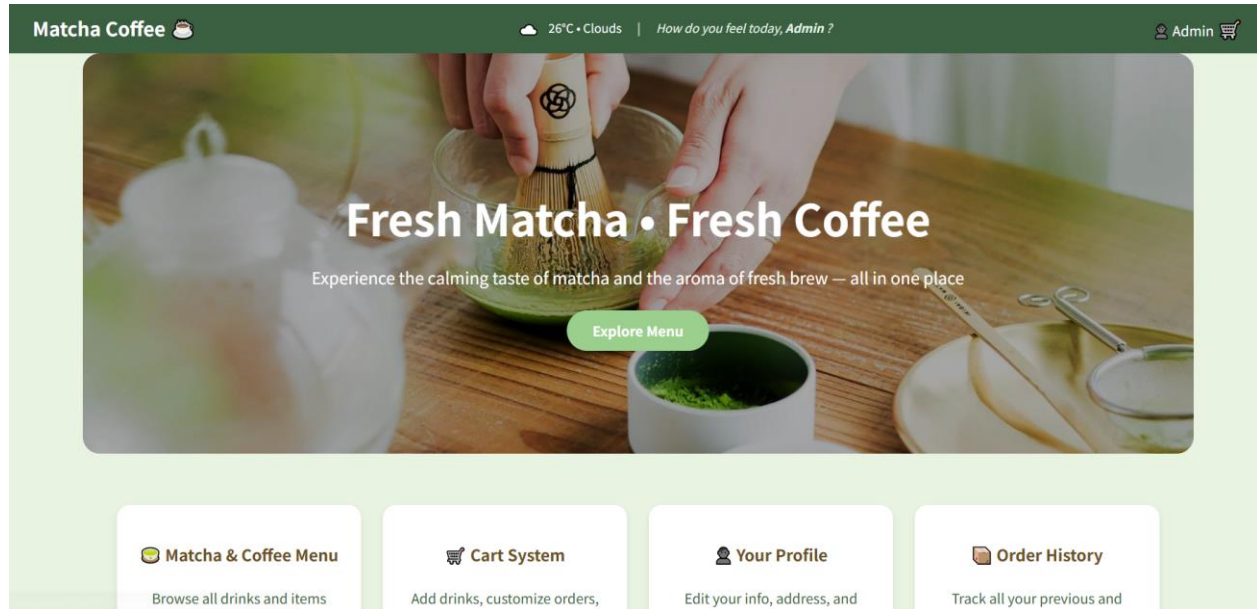 Matcha Coffee 🍵
☁️ 26°C • Clouds | How do you feel today, Admin ?
👤 Admin 🛒
Fresh Matcha • Fresh Coffee
Experience the calming taste of matcha and the aroma of fresh brew — all in one place
Explore Menu
🍵 Matcha & Coffee Menu
Browse all drinks and items
🛒 Cart System
Add drinks, customize orders,
👤 Your Profile
Edit your info, address, and
📦 Order History
Track all your previous and